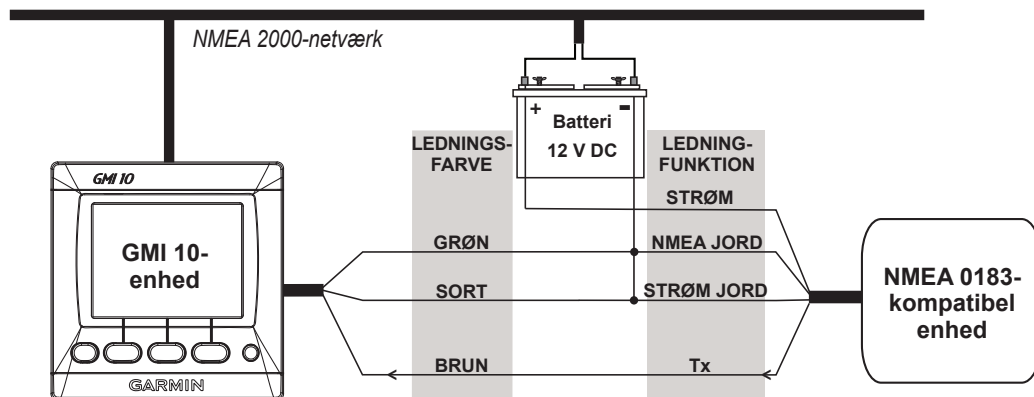 NMEA 2000-netværk
+ -
Batteri
12 V DC
LEDNINGS-
FARVE
LEDNING-
FUNKTION
GMI 10
GMI 10-
enhed
GARMIN
STRØM
GRØN
NMEA JORD
SORT
STRØM JORD
BRUN
Tx
NMEA 0183-
kompatibel
enhed